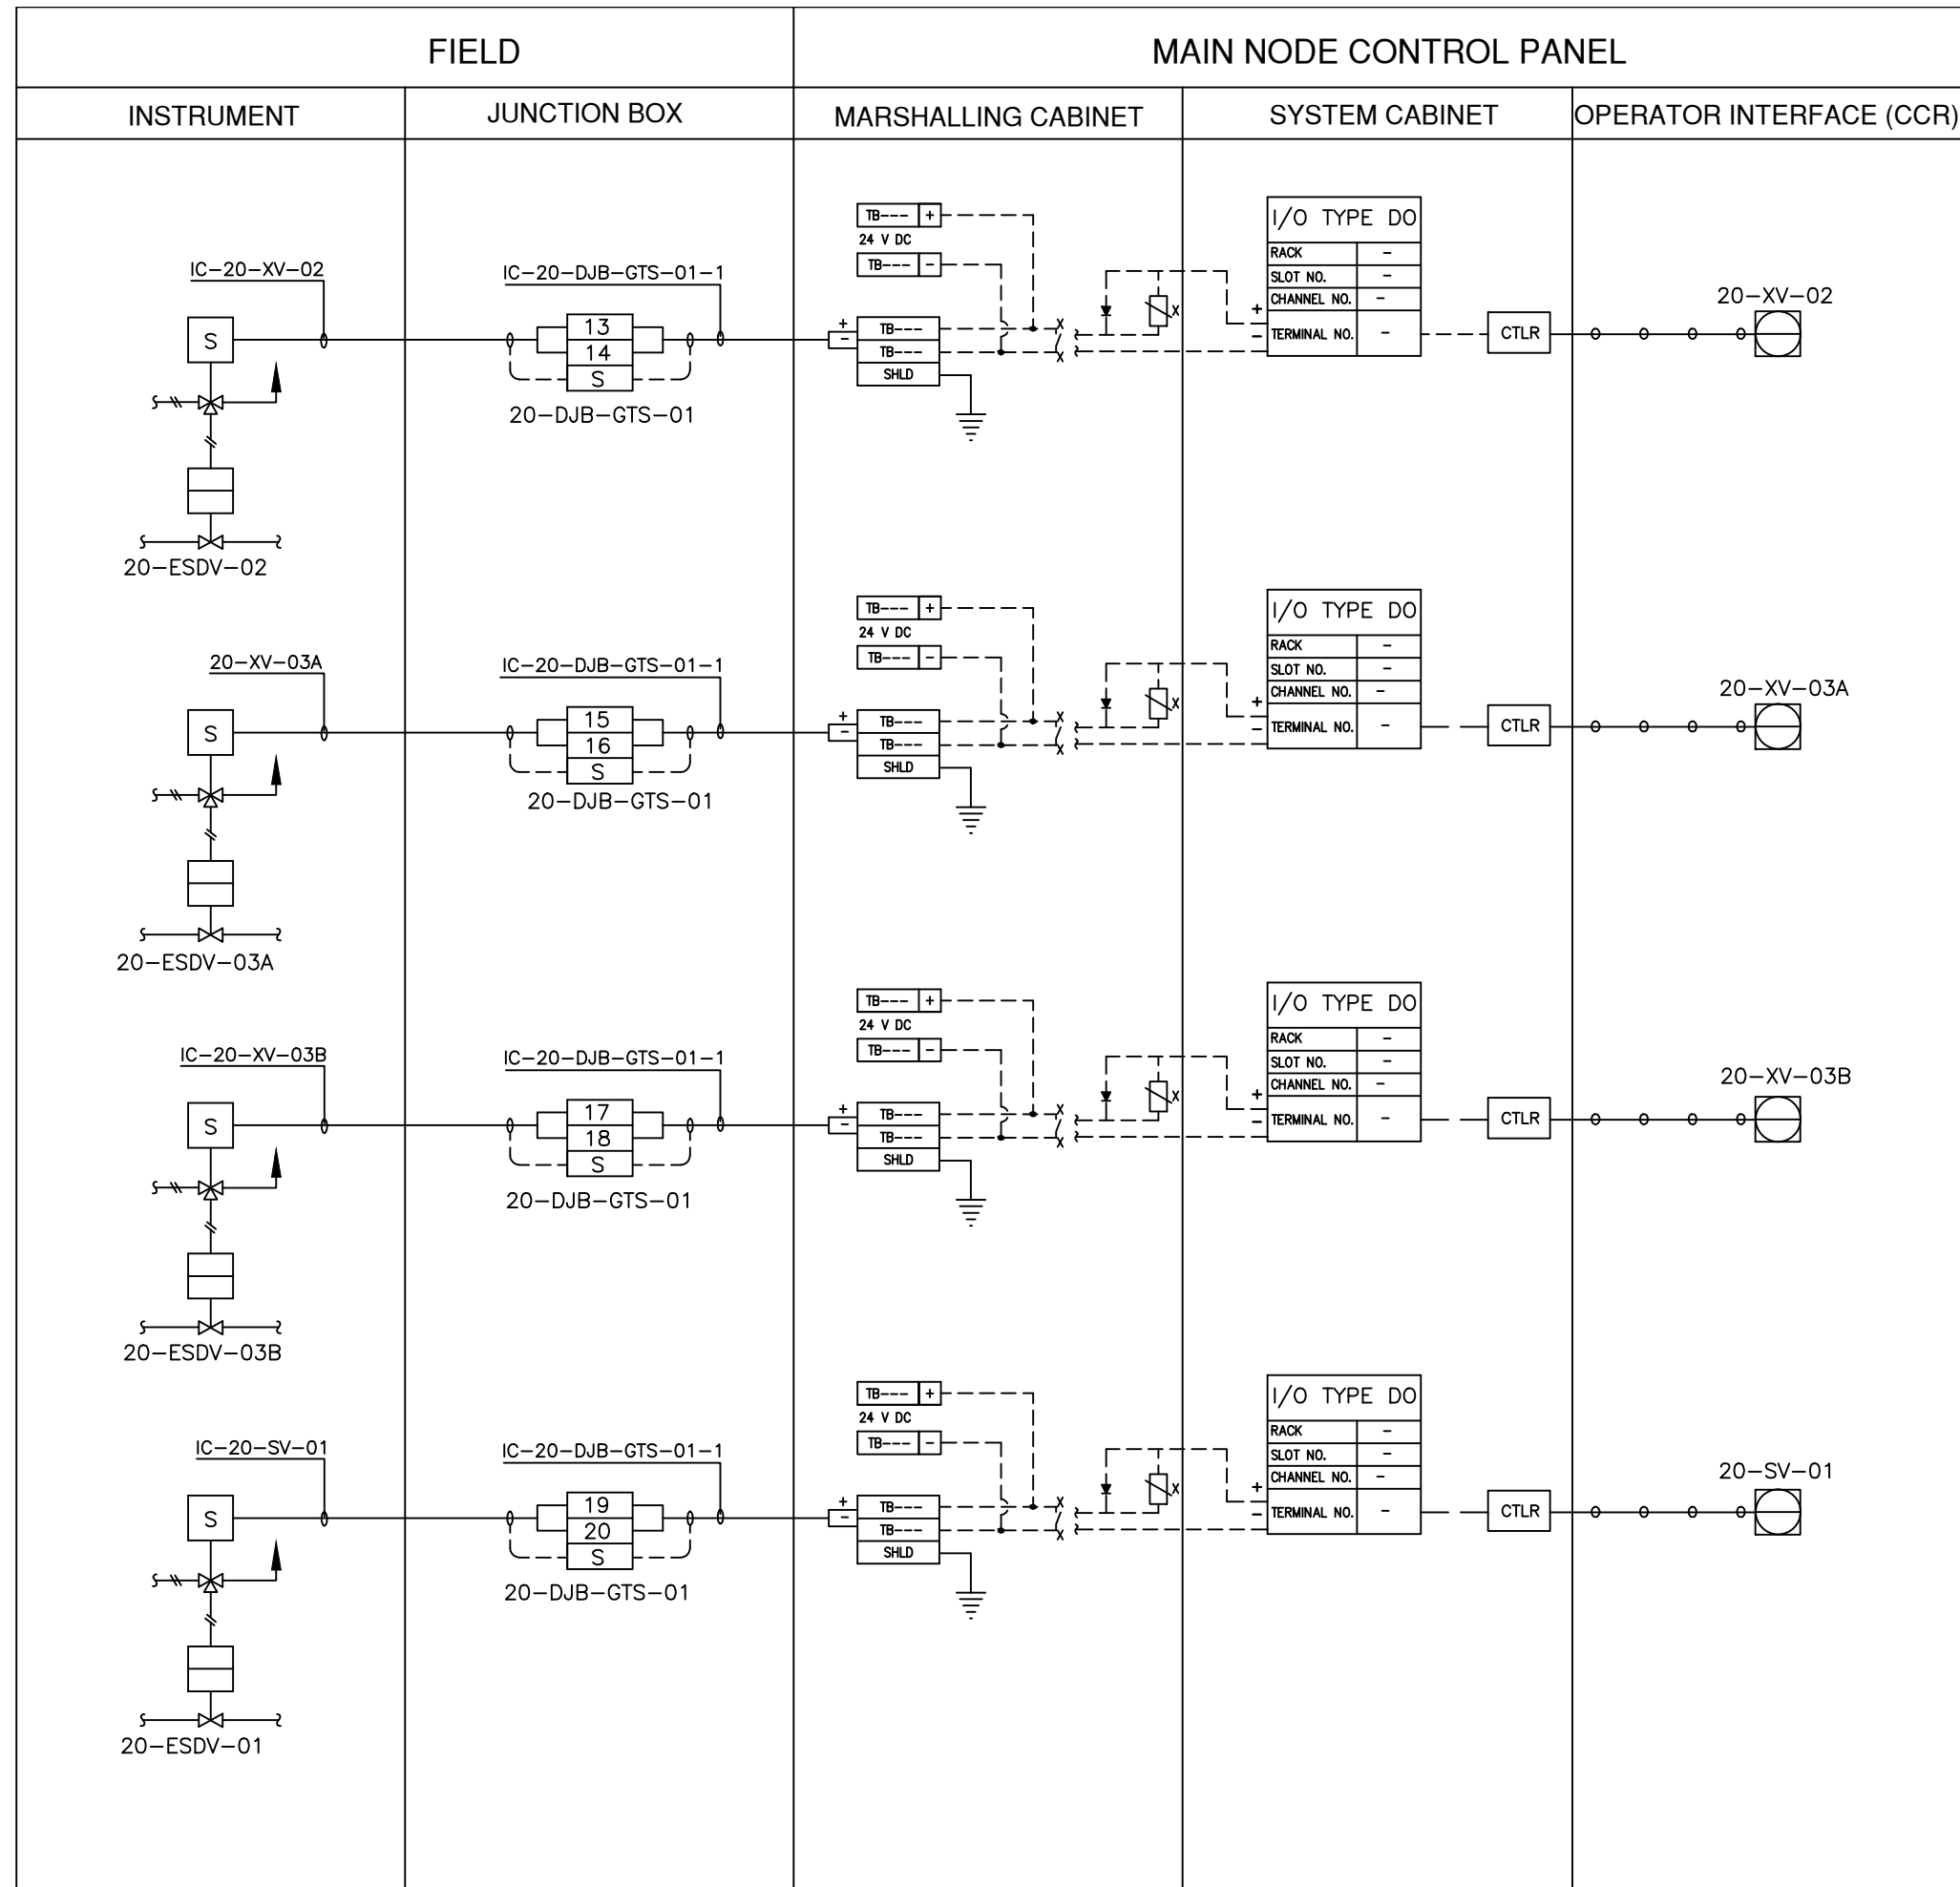 FIELD
MAIN NODE CONTROL PANEL
INSTRUMENT
JUNCTION BOX
MARSHALLING CABINET
SYSTEM CABINET
OPERATOR INTERFACE (CCR)
IC-20-XV-02
S
20-ESDV-02
IC-20-DJB-GTS-01-1
13
14
S
20-DJB-GTS-01
TB--- +
24 V DC
TB--- -
+
-
TB---
TB---
SHLD
X
X
X
I/O TYPE DO
RACK -
SLOT NO. -
CHANNEL NO. -
+
-
TERMINAL NO. -
CTLR
20-XV-02
20-XV-03A
S
20-ESDV-03A
IC-20-DJB-GTS-01-1
15
16
S
20-DJB-GTS-01
TB--- +
24 V DC
TB--- -
+
-
TB---
TB---
SHLD
X
X
X
I/O TYPE DO
RACK -
SLOT NO. -
CHANNEL NO. -
+
-
TERMINAL NO. -
CTLR
20-XV-03A
IC-20-XV-03B
S
20-ESDV-03B
IC-20-DJB-GTS-01-1
17
18
S
20-DJB-GTS-01
TB--- +
24 V DC
TB--- -
+
-
TB---
TB---
SHLD
X
X
X
I/O TYPE DO
RACK -
SLOT NO. -
CHANNEL NO. -
+
-
TERMINAL NO. -
CTLR
20-XV-03B
IC-20-SV-01
S
20-ESDV-01
IC-20-DJB-GTS-01-1
19
20
S
20-DJB-GTS-01
TB--- +
24 V DC
TB--- -
+
-
TB---
TB---
SHLD
X
X
X
I/O TYPE DO
RACK -
SLOT NO. -
CHANNEL NO. -
+
-
TERMINAL NO. -
CTLR
20-SV-01